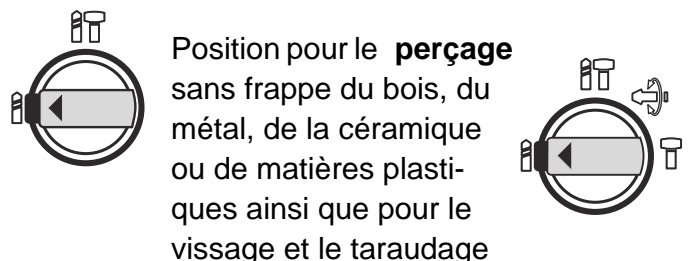 Position pour le perçage
sans frappe du bois, du
métal, de la céramique
ou de matières plasti-
ques ainsi que pour le
vissage et le taraudage